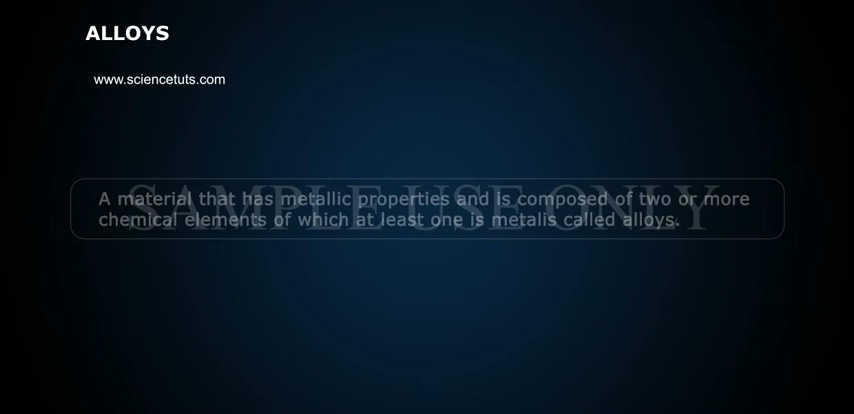 ALLOYS
www.sciencetuts.com
SAMPLE USE ONLY
A material that has metallic properties and is composed of two or more
chemical elements of which at least one is metalis called alloys.